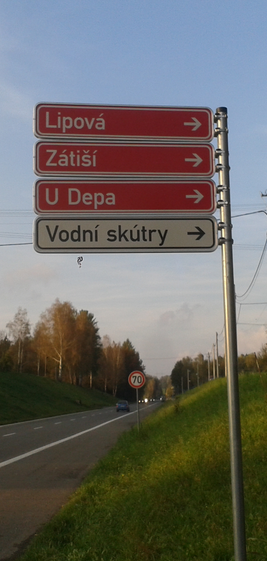 Lipová
Zátiší
U Depa
Vodní skútry
70